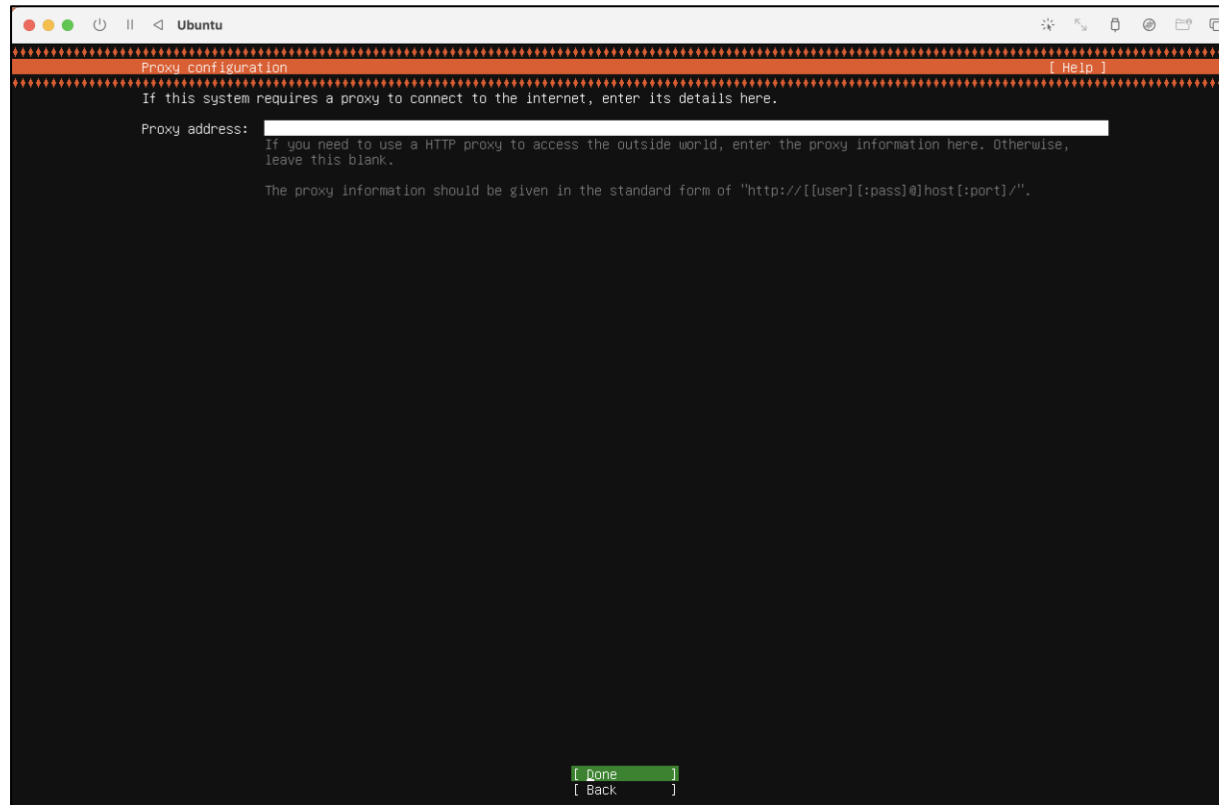 Ubuntu
Proxy configuration [ Help ]
If this system requires a proxy to connect to the internet, enter its details here.
Proxy address:
If you need to use a HTTP proxy to access the outside world, enter the proxy information here. Otherwise,
leave this blank.
The proxy information should be given in the standard form of "http://[[user][:pass]@]host[:port]/".
[ Done ]
[ Back ]